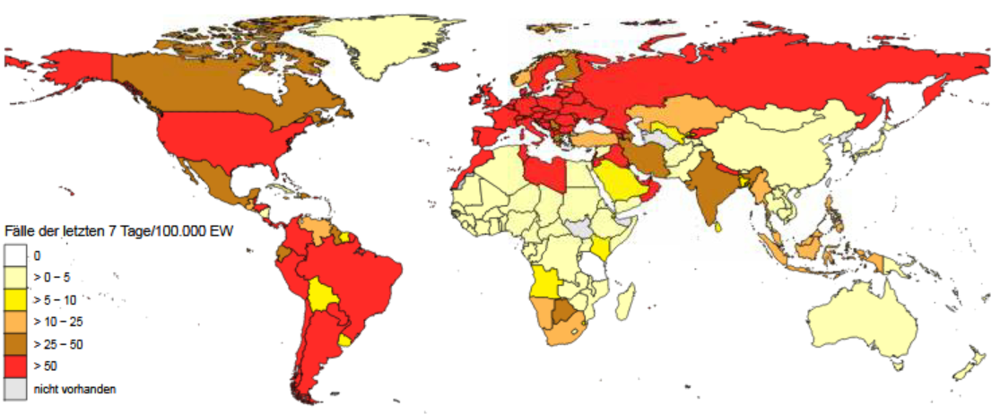 Fälle der letzten 7 Tage/100.000 EW
0
> 0 – 5
> 5 – 10
> 10 – 25
> 25 – 50
> 50
nicht vorhanden